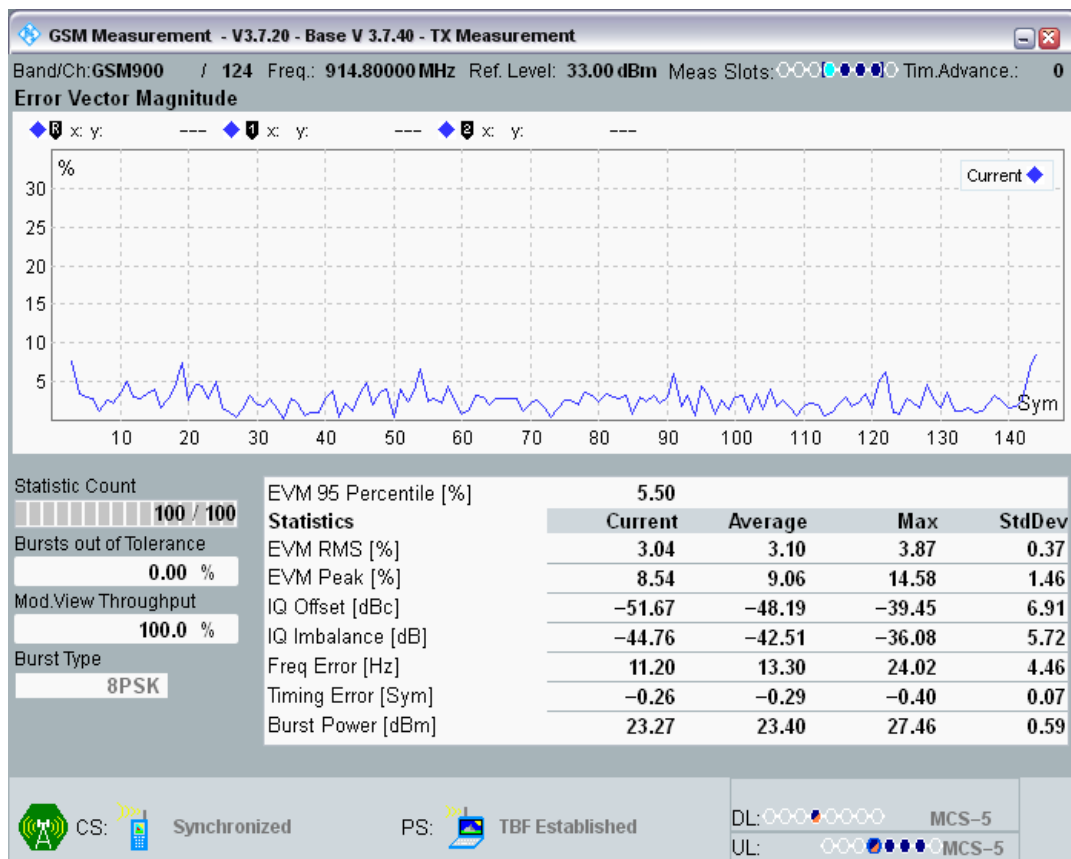 GSM Measurement - V3.7.20 - Base V 3.7.40 - TX Measurement
Band/Ch:GSM900 / 124 Freq.: 914.80000 MHz Ref. Level: 33.00 dBm Meas Slots: Tim.Advance.: 0
Error Vector Magnitude
R x: y: --- 1 x: y: --- 2 x: y: ---
%
Current
30
25
20
15
10
5
Sym
10 20 30 40 50 60 70 80 90 100 110 120 130 140
Statistic Count
100 / 100
Bursts out of Tolerance
0.00 %
Mod.View Throughput
100.0 %
Burst Type
8PSK
EVM 95 Percentile [%] 5.50
Statistics Current Average Max StdDev
EVM RMS [%] 3.04 3.10 3.87 0.37
EVM Peak [%] 8.54 9.06 14.58 1.46
IQ Offset [dBc] −51.67 −48.19 −39.45 6.91
IQ Imbalance [dB] −44.76 −42.51 −36.08 5.72
Freq Error [Hz] 11.20 13.30 24.02 4.46
Timing Error [Sym] −0.26 −0.29 −0.40 0.07
Burst Power [dBm] 23.27 23.40 27.46 0.59
CS: Synchronized PS: TBF Established
DL: MCS−5
UL: MCS−5